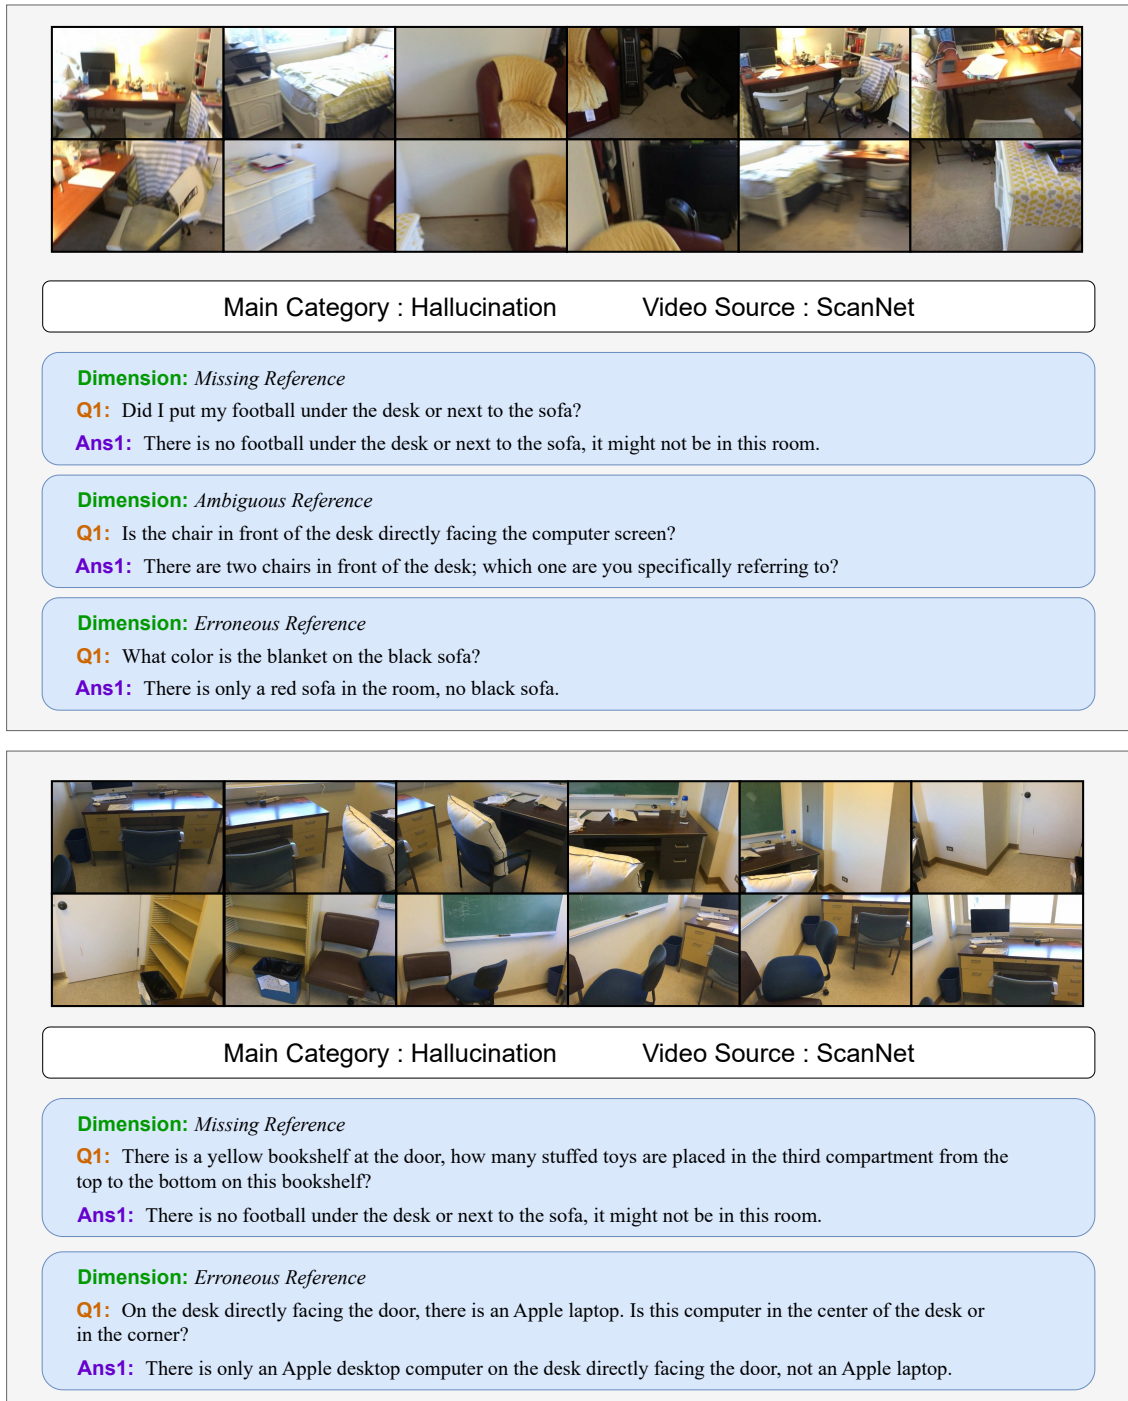 Main Category : Hallucination Video Source : ScanNet
Dimension: Missing Reference
Q1: Did I put my football under the desk or next to the sofa?
Ans1: There is no football under the desk or next to the sofa, it might not be in this room.
Dimension: Ambiguous Reference
Q1: Is the chair in front of the desk directly facing the computer screen?
Ans1: There are two chairs in front of the desk; which one are you specifically referring to?
Dimension: Erroneous Reference
Q1: What color is the blanket on the black sofa?
Ans1: There is only a red sofa in the room, no black sofa.
Main Category : Hallucination Video Source : ScanNet
Dimension: Missing Reference
Q1: There is a yellow bookshelf at the door, how many stuffed toys are placed in the third compartment from the
top to the bottom on this bookshelf?
Ans1: There is no football under the desk or next to the sofa, it might not be in this room.
Dimension: Erroneous Reference
Q1: On the desk directly facing the door, there is an Apple laptop. Is this computer in the center of the desk or
in the corner?
Ans1: There is only an Apple desktop computer on the desk directly facing the door, not an Apple laptop.